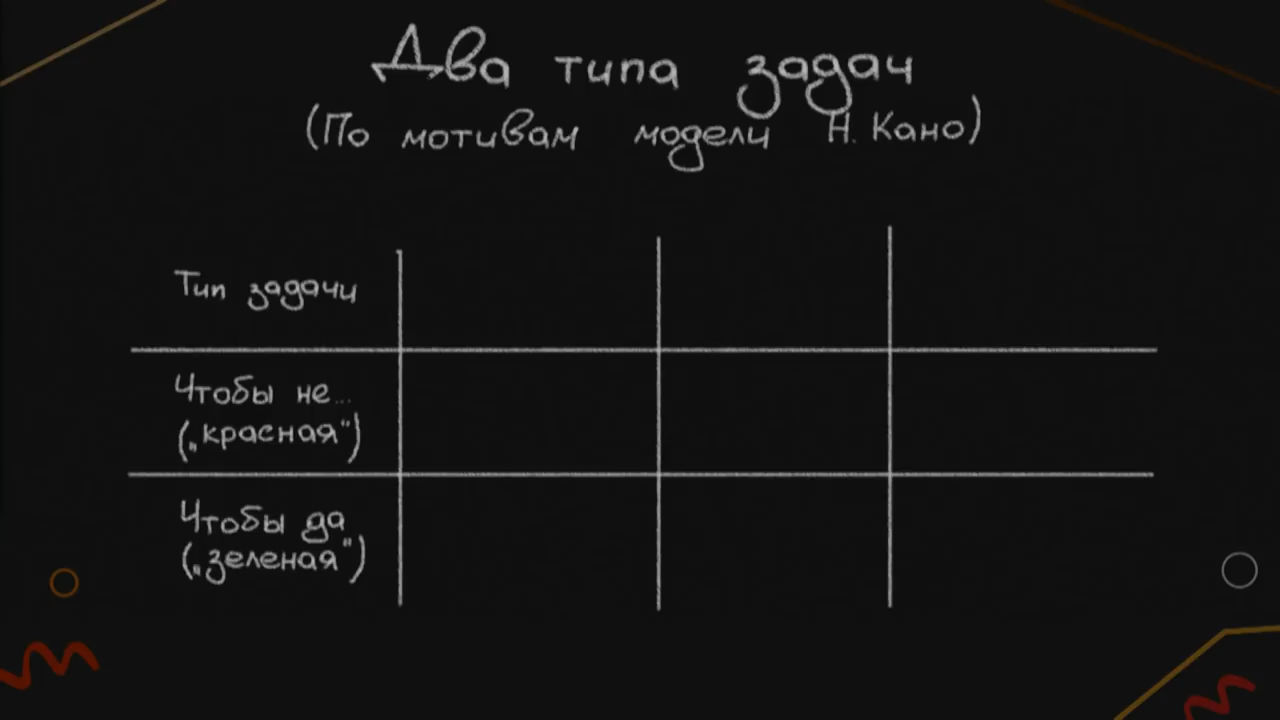 Два типа задач
(По мотивам модели Н. Кано)
Тип задачи
Чтобы не...
(„красная“)
Чтобы да
(„зеленая“)